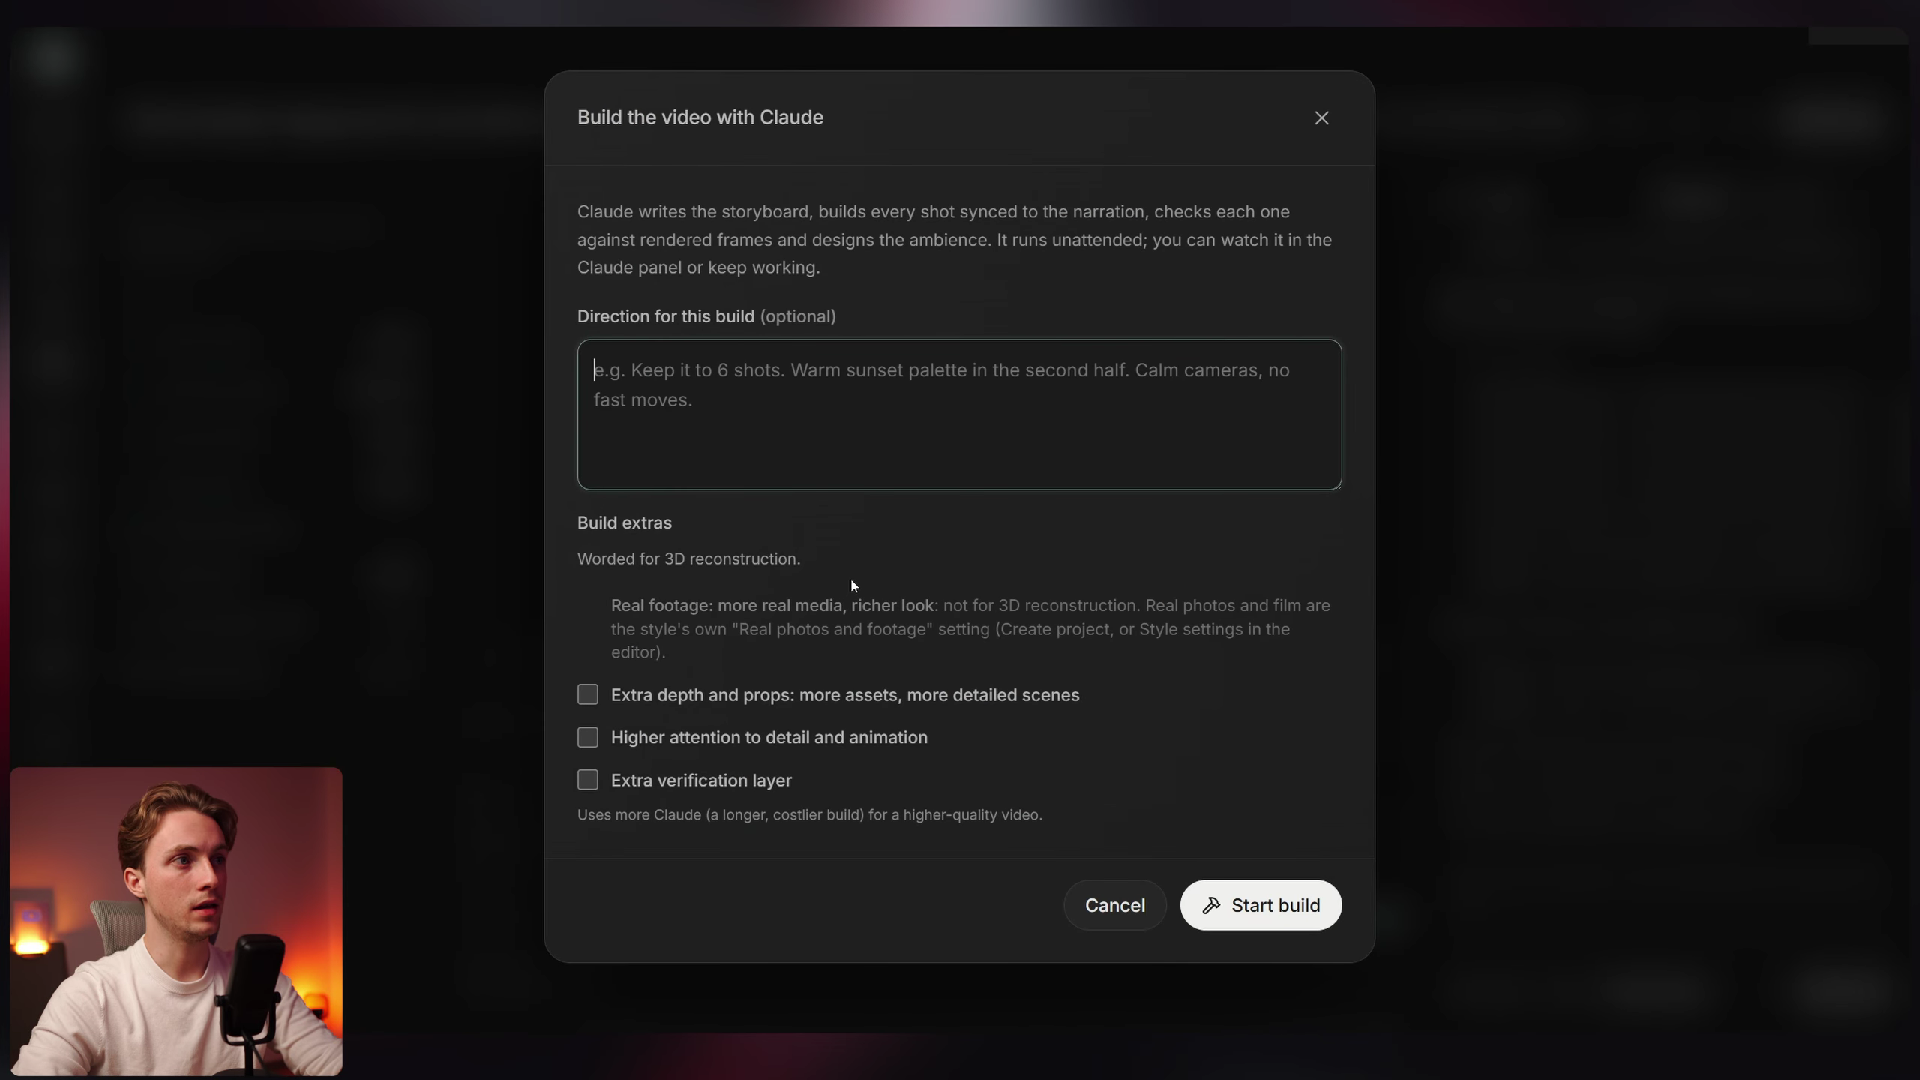 Build the video with Claude
Claude writes the storyboard, builds every shot synced to the narration, checks each one
against rendered frames and designs the ambience. It runs unattended; you can watch it in the
Claude panel or keep working.
Direction for this build (optional)
e.g. Keep it to 6 shots. Warm sunset palette in the second half. Calm cameras, no
fast moves.
Build extras
Worded for 3D reconstruction.
Real footage: more real media, richer look: not for 3D reconstruction. Real photos and film are
the style's own "Real photos and footage" setting (Create project, or Style settings in the
editor).
Extra depth and props: more assets, more detailed scenes
Higher attention to detail and animation
Extra verification layer
Uses more Claude (a longer, costlier build) for a higher-quality video.
Cancel
Start build